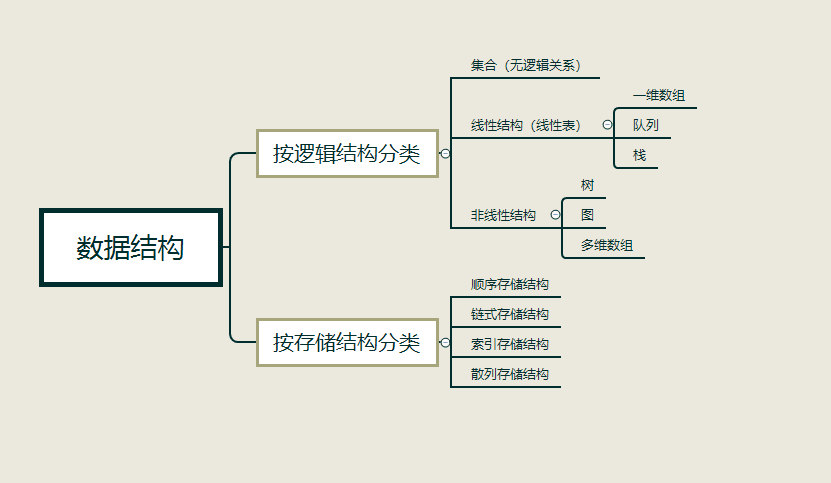 数据结构
按逻辑结构分类
集合（无逻辑关系）
线性结构（线性表）
一维数组
队列
栈
非线性结构
树
图
多维数组
按存储结构分类
顺序存储结构
链式存储结构
索引存储结构
散列存储结构